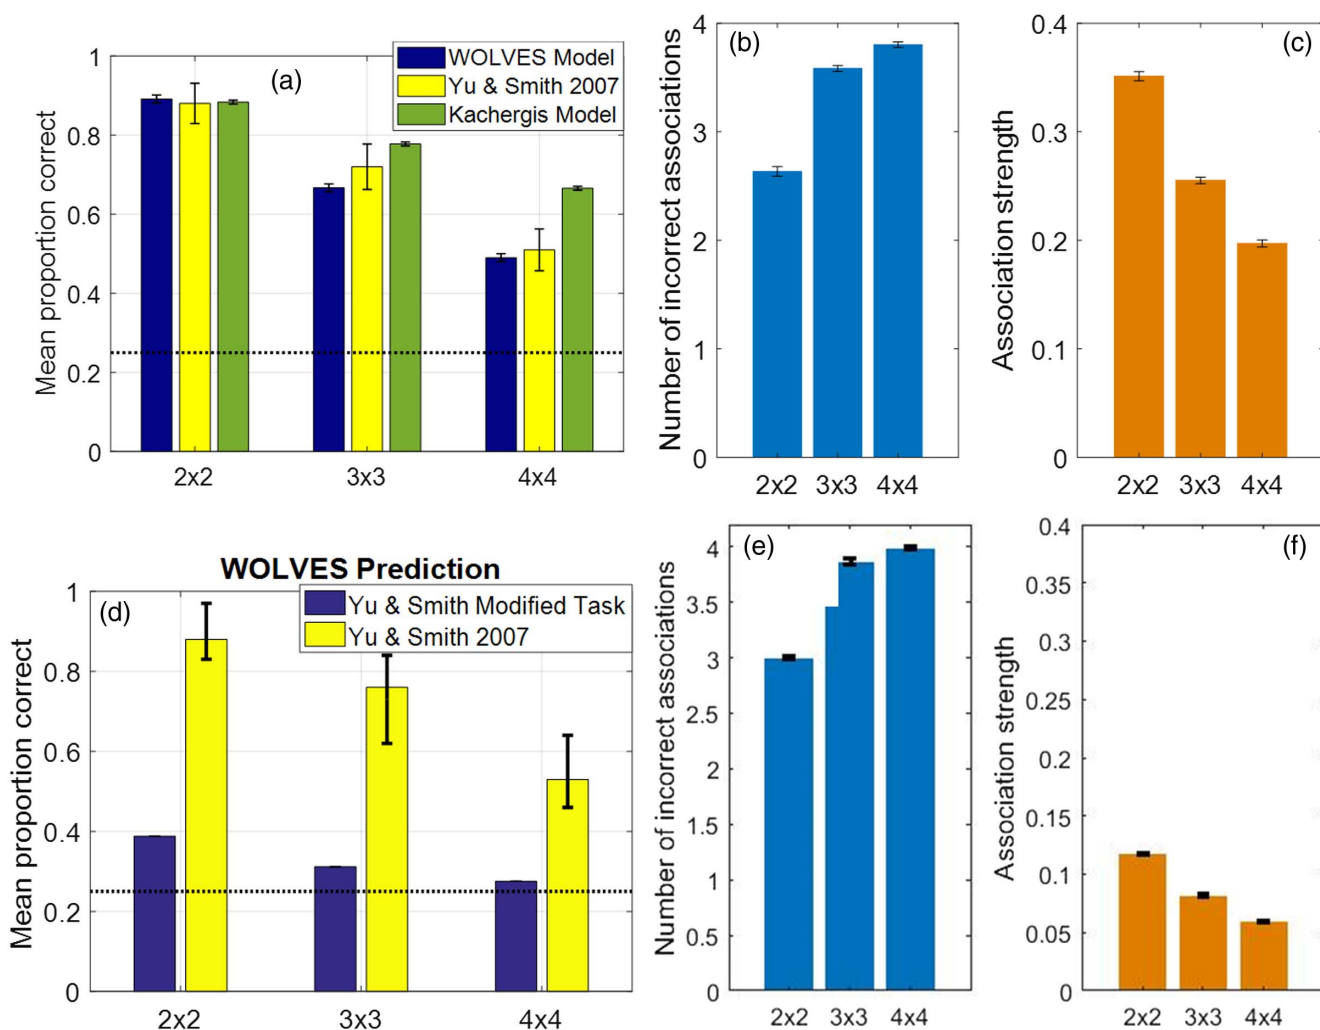 (a)
WOLVES Model
Yu & Smith 2007
Kachergis Model
Mean proportion correct
1
0.8
0.6
0.4
0.2
0
2x2
3x3
4x4
(b)
Number of incorrect associations
4
3
2
1
0
2x2
3x3
4x4
(c)
Association strength
0.4
0.3
0.2
0.1
0
2x2
3x3
4x4
WOLVES Prediction
(d)
Yu & Smith Modified Task
Yu & Smith 2007
Mean proportion correct
1
0.8
0.6
0.4
0.2
0
2x2
3x3
4x4
(e)
Number of incorrect associations
4
3.5
3
2.5
2
1.5
1
0.5
0
2x2
3x3
4x4
(f)
Association strength
0.4
0.35
0.3
0.25
0.2
0.15
0.1
0.05
0
2x2
3x3
4x4